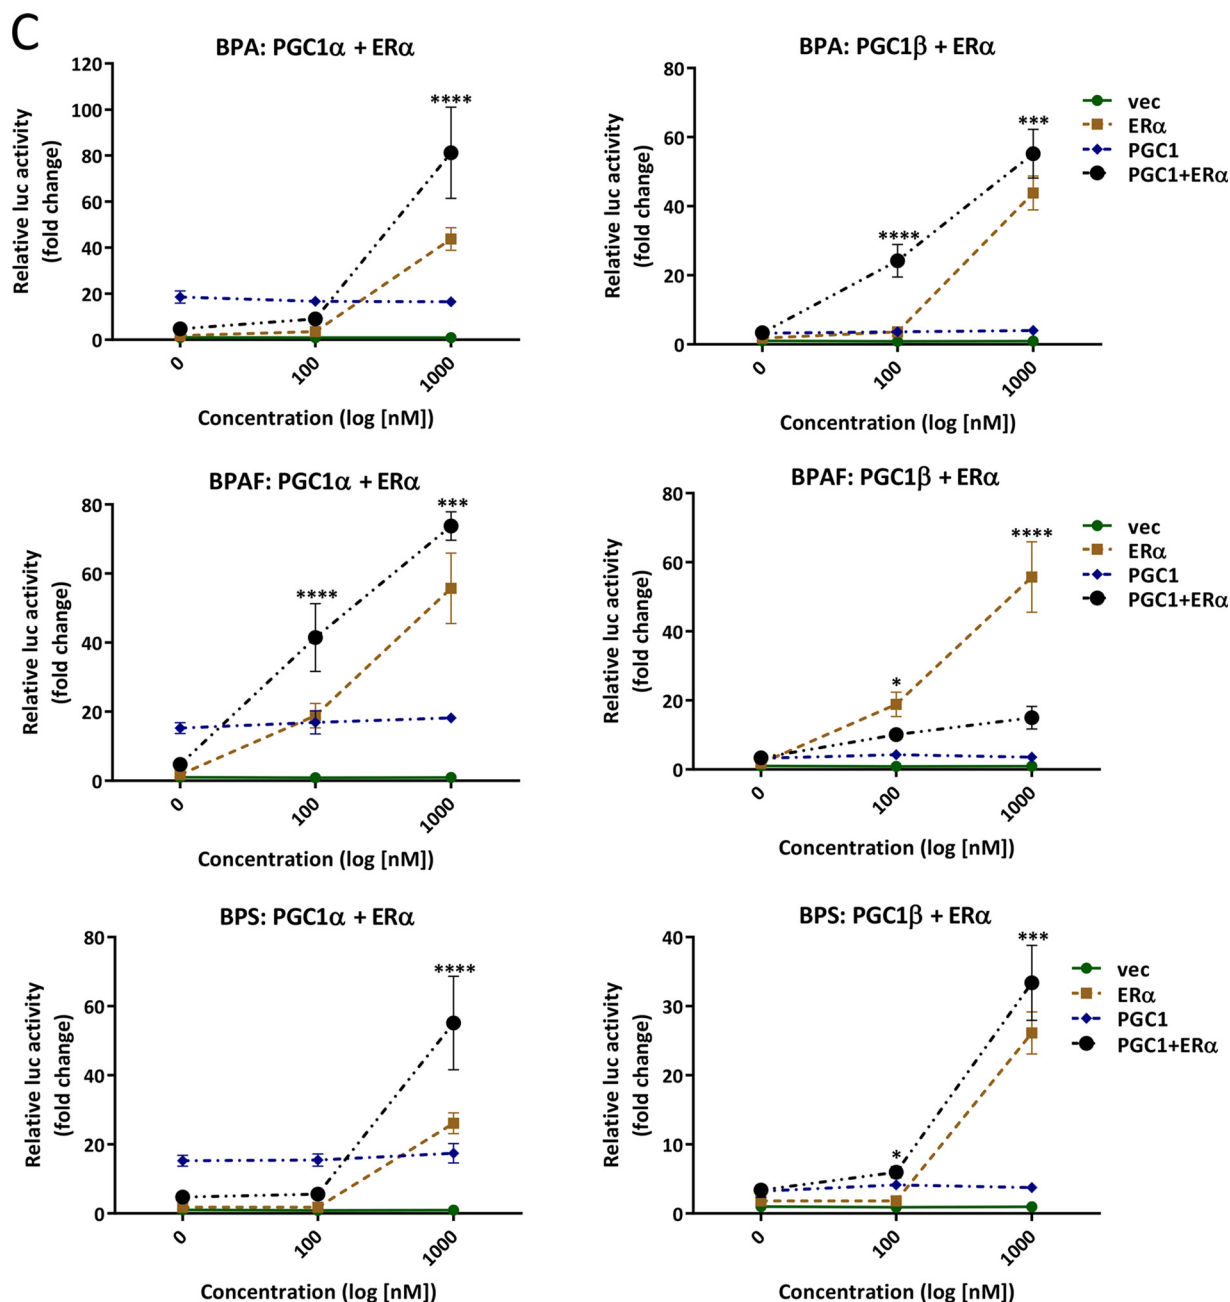 C
BPA: PGC1α + ERα
120
100
80
60
40
20
0
Relative luc activity
(fold change)
****
0
100
1000
Concentration (log [nM])
BPA: PGC1β + ERα
80
60
40
20
0
Relative luc activity
(fold change)
****
***
0
100
1000
Concentration (log [nM])
vec
ERα
PGC1
PGC1+ERα
BPAF: PGC1α + ERα
80
60
40
20
0
Relative luc activity
(fold change)
****
***
0
100
1000
Concentration (log [nM])
BPAF: PGC1β + ERα
80
60
40
20
0
Relative luc activity
(fold change)
*
****
0
100
1000
Concentration (log [nM])
vec
ERα
PGC1
PGC1+ERα
BPS: PGC1α + ERα
80
60
40
20
0
Relative luc activity
(fold change)
****
0
100
1000
Concentration (log [nM])
BPS: PGC1β + ERα
40
30
20
10
0
Relative luc activity
(fold change)
*
***
0
100
1000
Concentration (log [nM])
vec
ERα
PGC1
PGC1+ERα